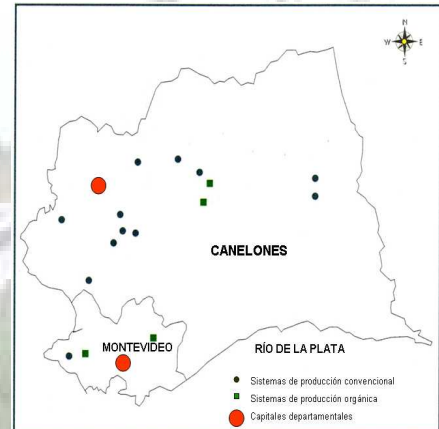 N
W E
S
CANELONES
MONTEVIDEO
RÍO DE LA PLATA
Sistemas de producción convencional
Sistemas de producción orgánica
Capitales departamentales